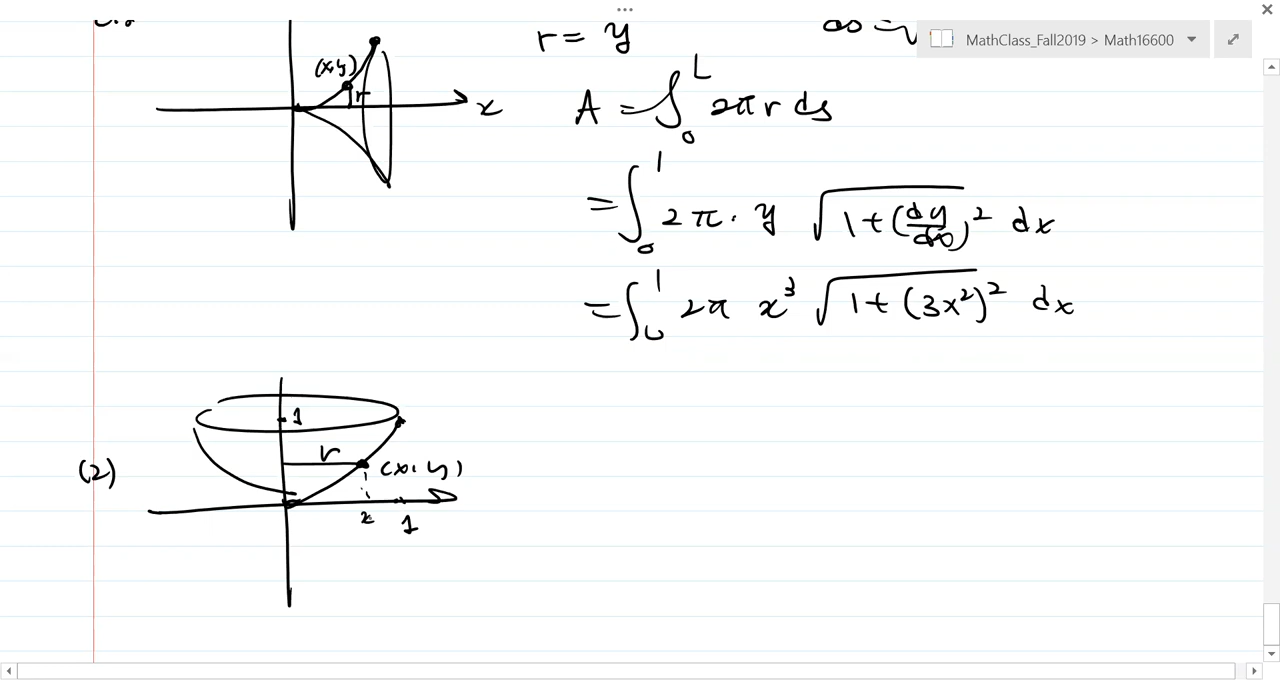 r = y
MathClass_Fall2019 > Math16600
(x,y)
r
x
A = ∫₀ᴸ 2π r ds
= ∫₀¹ 2π · y √(1+(dy/dx)²) dx
= ∫₀¹ 2π x³ √(1+(3x²)²) dx
1
(2)
r
(x, y)
x
1